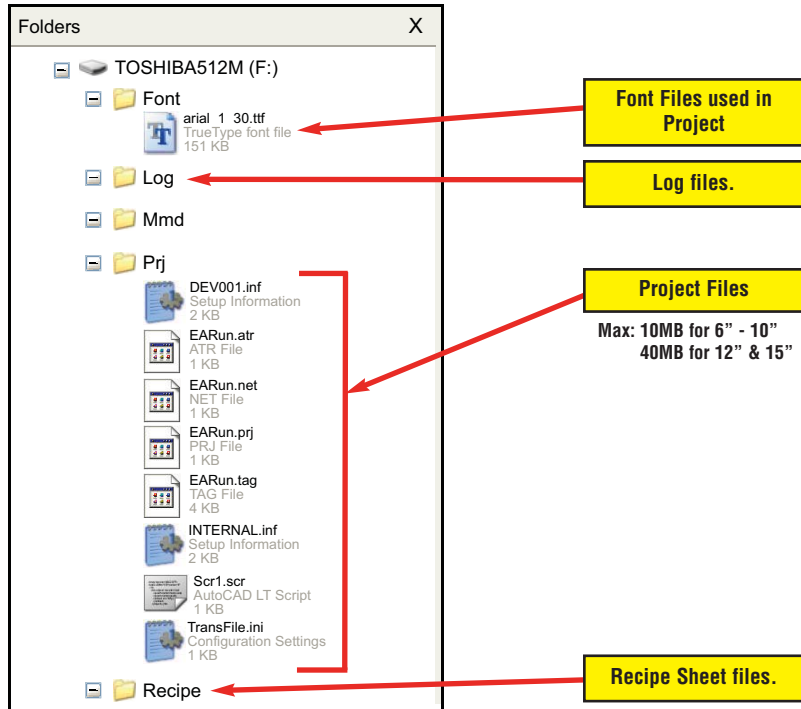 Folders X
TOSHIBA512M (F:)
Font
arial_1_30.ttf
TrueType font file
151 KB
Log
Mmd
Prj
DEV001.inf
Setup Information
2 KB
EARun.atr
ATR File
1 KB
EARun.net
NET File
1 KB
EARun.prj
PRJ File
1 KB
EARun.tag
TAG File
4 KB
INTERNAL.inf
Setup Information
2 KB
Scr1.scr
AutoCAD LT Script
1 KB
TransFile.ini
Configuration Settings
1 KB
Recipe
Font Files used in
Project
Log files.
Project Files
Max: 10MB for 6” - 10”
40MB for 12” & 15”
Recipe Sheet files.